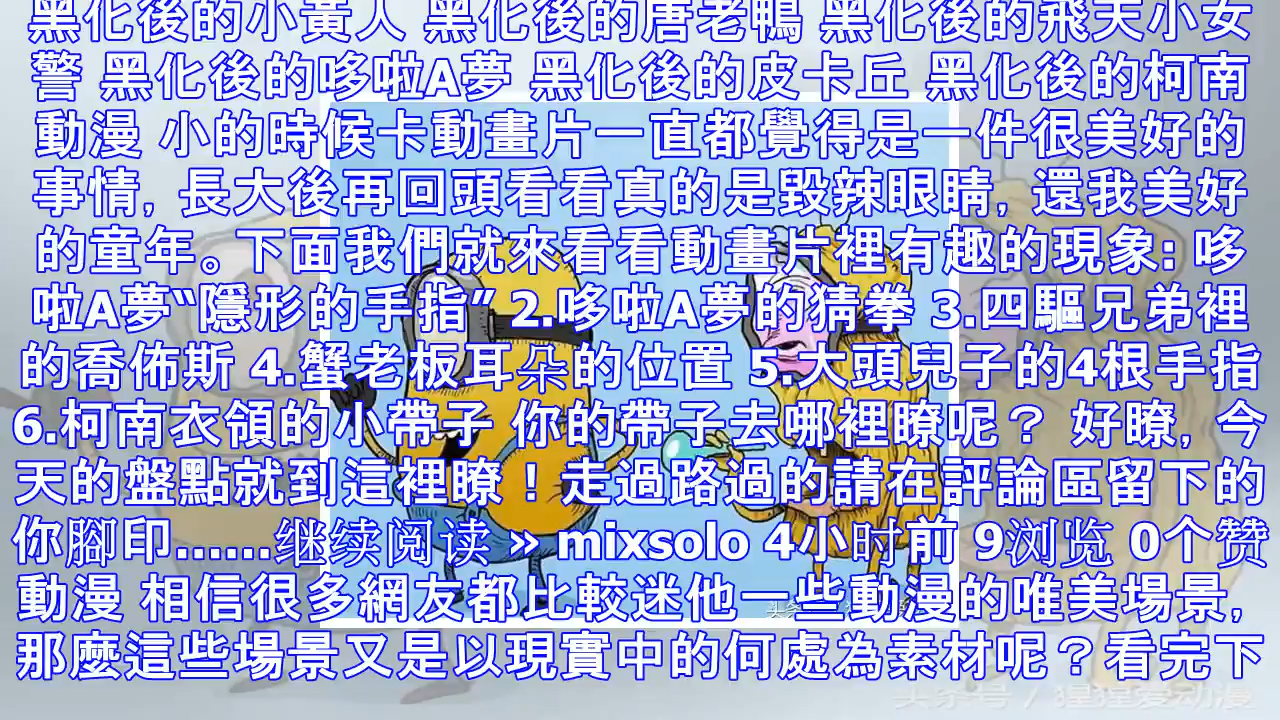 黑化後的小黃人 黑化後的唐老鴨 黑化後的飛天小女
警 黑化後的哆啦A夢 黑化後的皮卡丘 黑化後的柯南
動漫 小的時候卡動畫片一直都覺得是一件很美好的
事情, 長大後再回頭看看真的是毀辣眼睛, 還我美好
的童年。下面我們就來看看動畫片裡有趣的現象: 哆
啦A夢“隱形的手指” 2.哆啦A夢的猜拳 3.四驅兄弟裡
的喬佈斯 4.蟹老板耳朵的位置 5.大頭兒子的4根手指
6.柯南衣領的小帶子 你的帶子去哪裡瞭呢？ 好瞭, 今
天的盤點就到這裡瞭！走過路過的請在評論區留下的
你腳印……继续阅读 » mixsolo 4小时前 9浏览 0个赞
動漫 相信很多網友都比較迷他一些動漫的唯美場景,
那麼這些場景又是以現實中的何處為素材呢？看完下
头条号 / 猩猩爱动漫